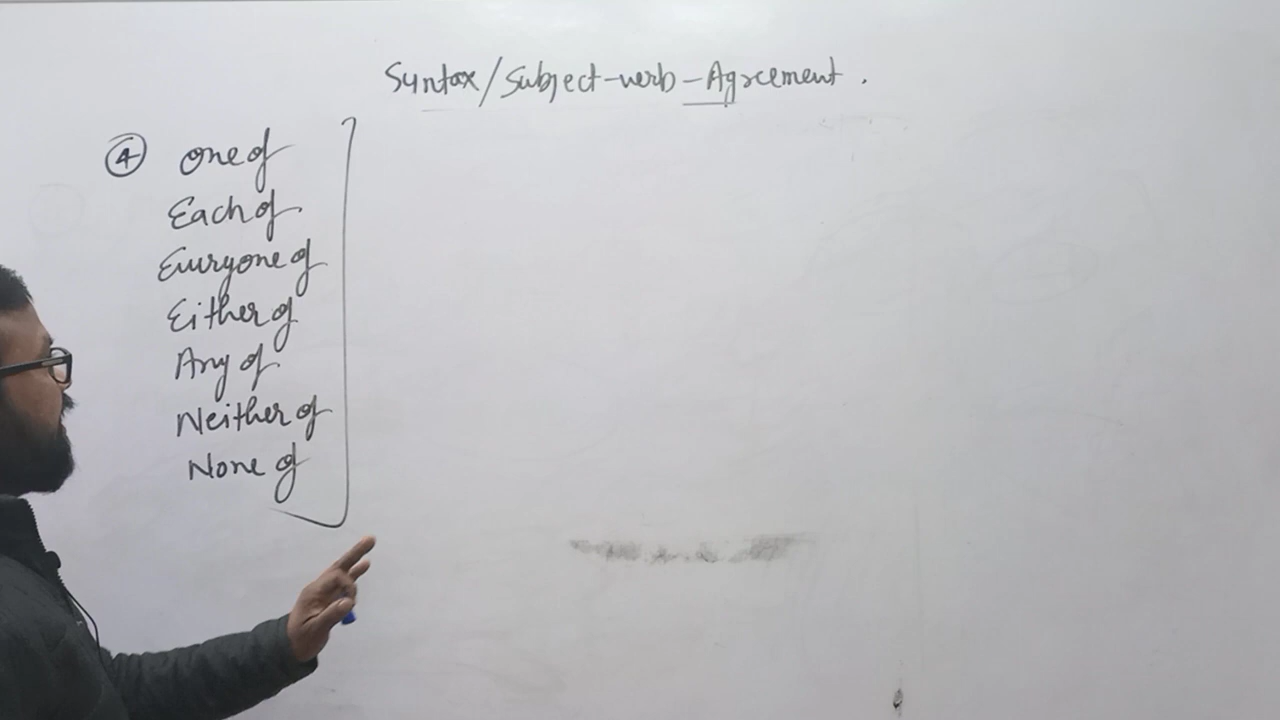 Syntax/Subject-verb-Agreement.
④ One of
Each of
Everyone of
Either of
Any of
Neither of
None of